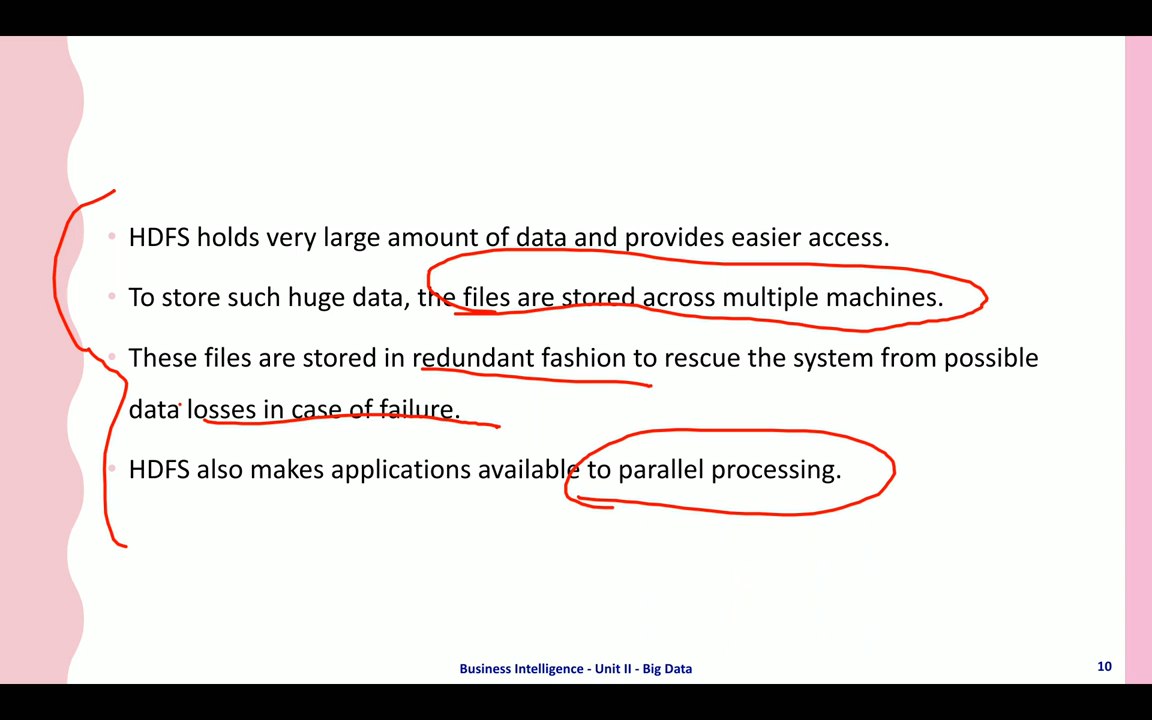 • HDFS holds very large amount of data and provides easier access.
• To store such huge data, the files are stored across multiple machines.
• These files are stored in redundant fashion to rescue the system from possible
data losses in case of failure.
• HDFS also makes applications available to parallel processing.
Business Intelligence - Unit II - Big Data
10